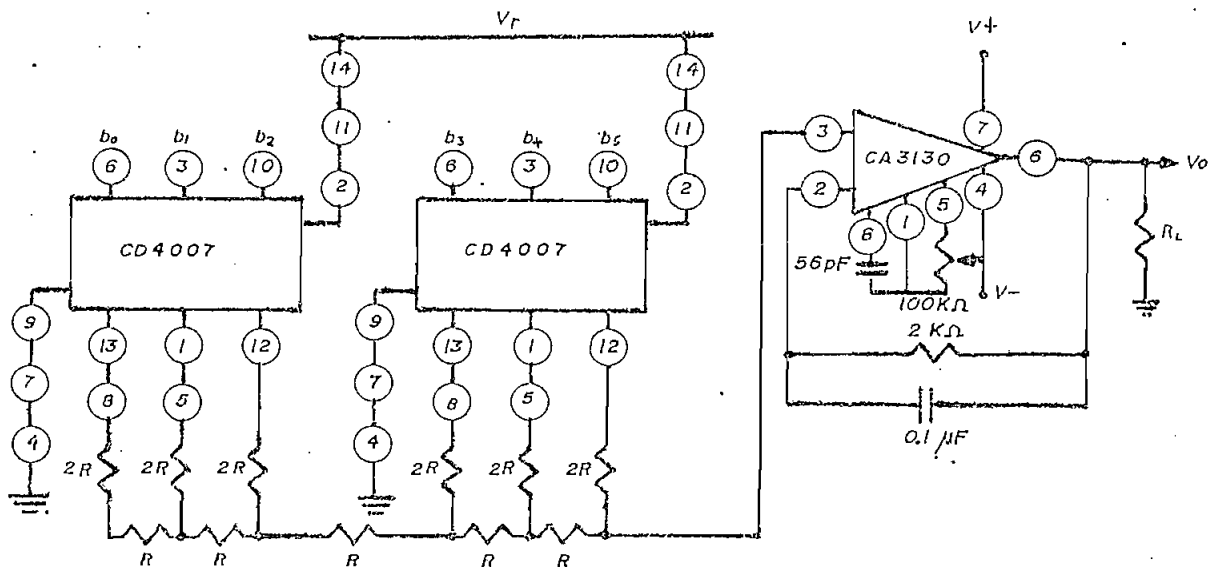 Vr
V+
14
14
11
11
7
b0 b1 b2
b3 b4 b5
3
CA3130
6
V0
6 3 10
2
6 3 10
2
2
4
5
1
8
RL
CD4007
CD4007
56pF
V-
100KΩ
9
9
2 KΩ
13 1 12
13 1 12
7
8 5
7
8 5
0.1 μF
4
4
2R 2R 2R
2R 2R 2R
R R R R R